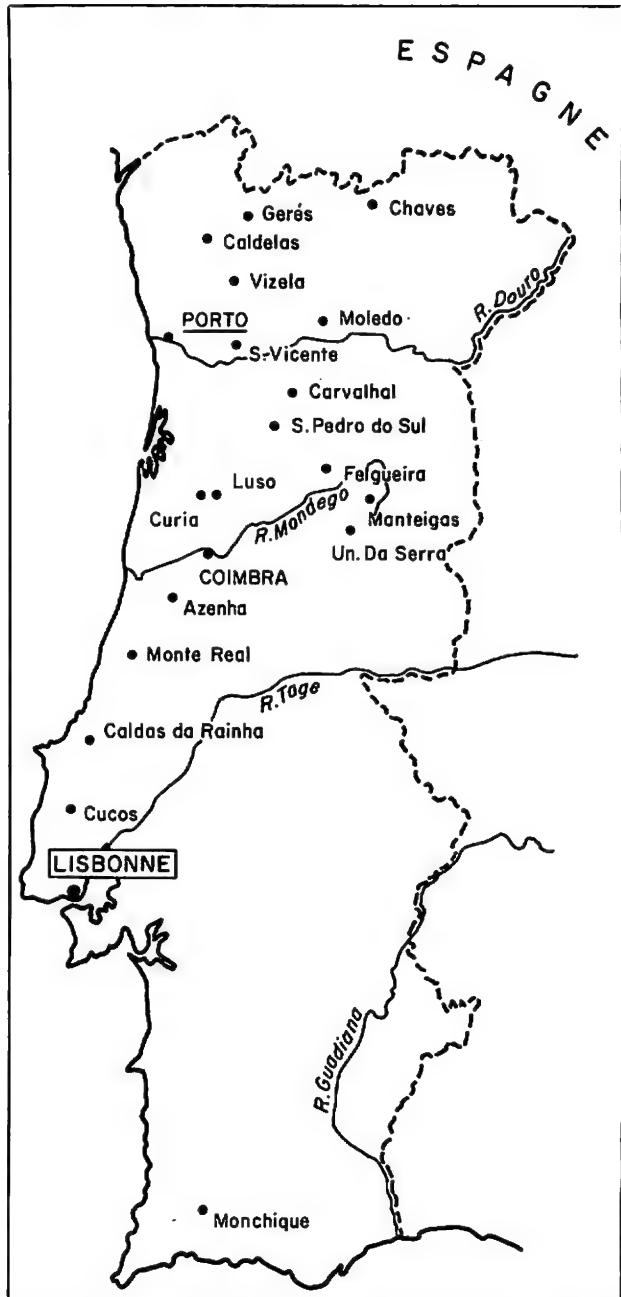 ESPAGNE
Gerés
Chaves
Caldelas
Vizela
R. Douro
PORTO
Moledo
S.Vicente
Carvalhal
S. Pedro do Sul
Felgueira
Luso
Curia
R. Mondego
Manteigas
Un. Da Serra
COIMBRA
Azenha
Monte Real
R. Tage
Caldas da Rainha
Cucos
LISBONNE
R. Guadiana
Monchique